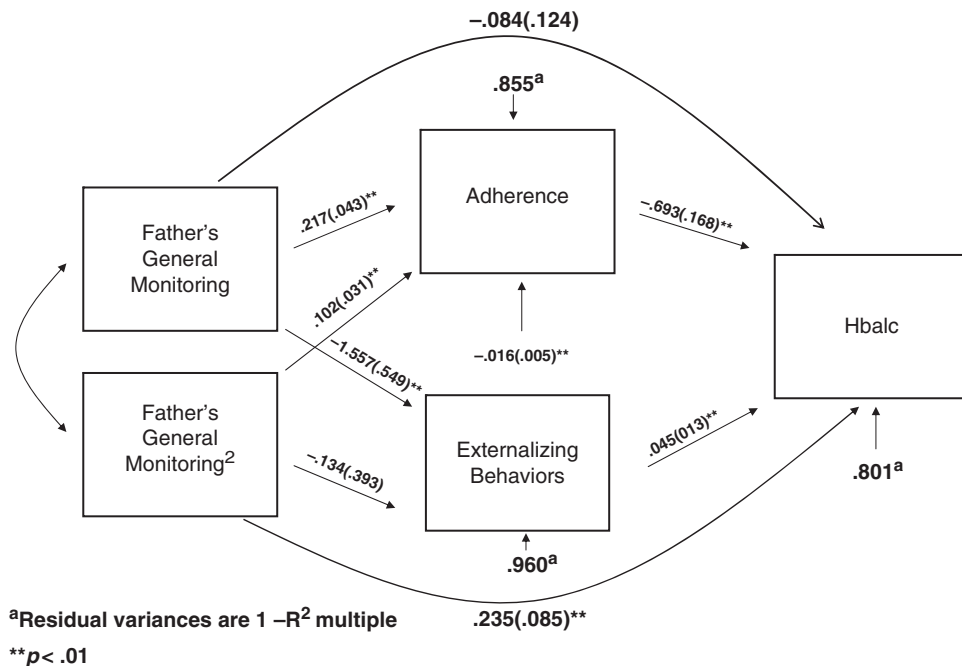 –.084(.124)
.855a
Adherence
.217(.043)**
–.693(.168)**
Father's
General
Monitoring
.102(.031)**
Hbalc
–.016(.005)**
–1.557(.549)**
Father's
General
Monitoring2
Externalizing
Behaviors
.045(013)**
–.134(.393)
.801a
.960a
aResidual variances are 1 –R2 multiple
.235(.085)**
**p< .01